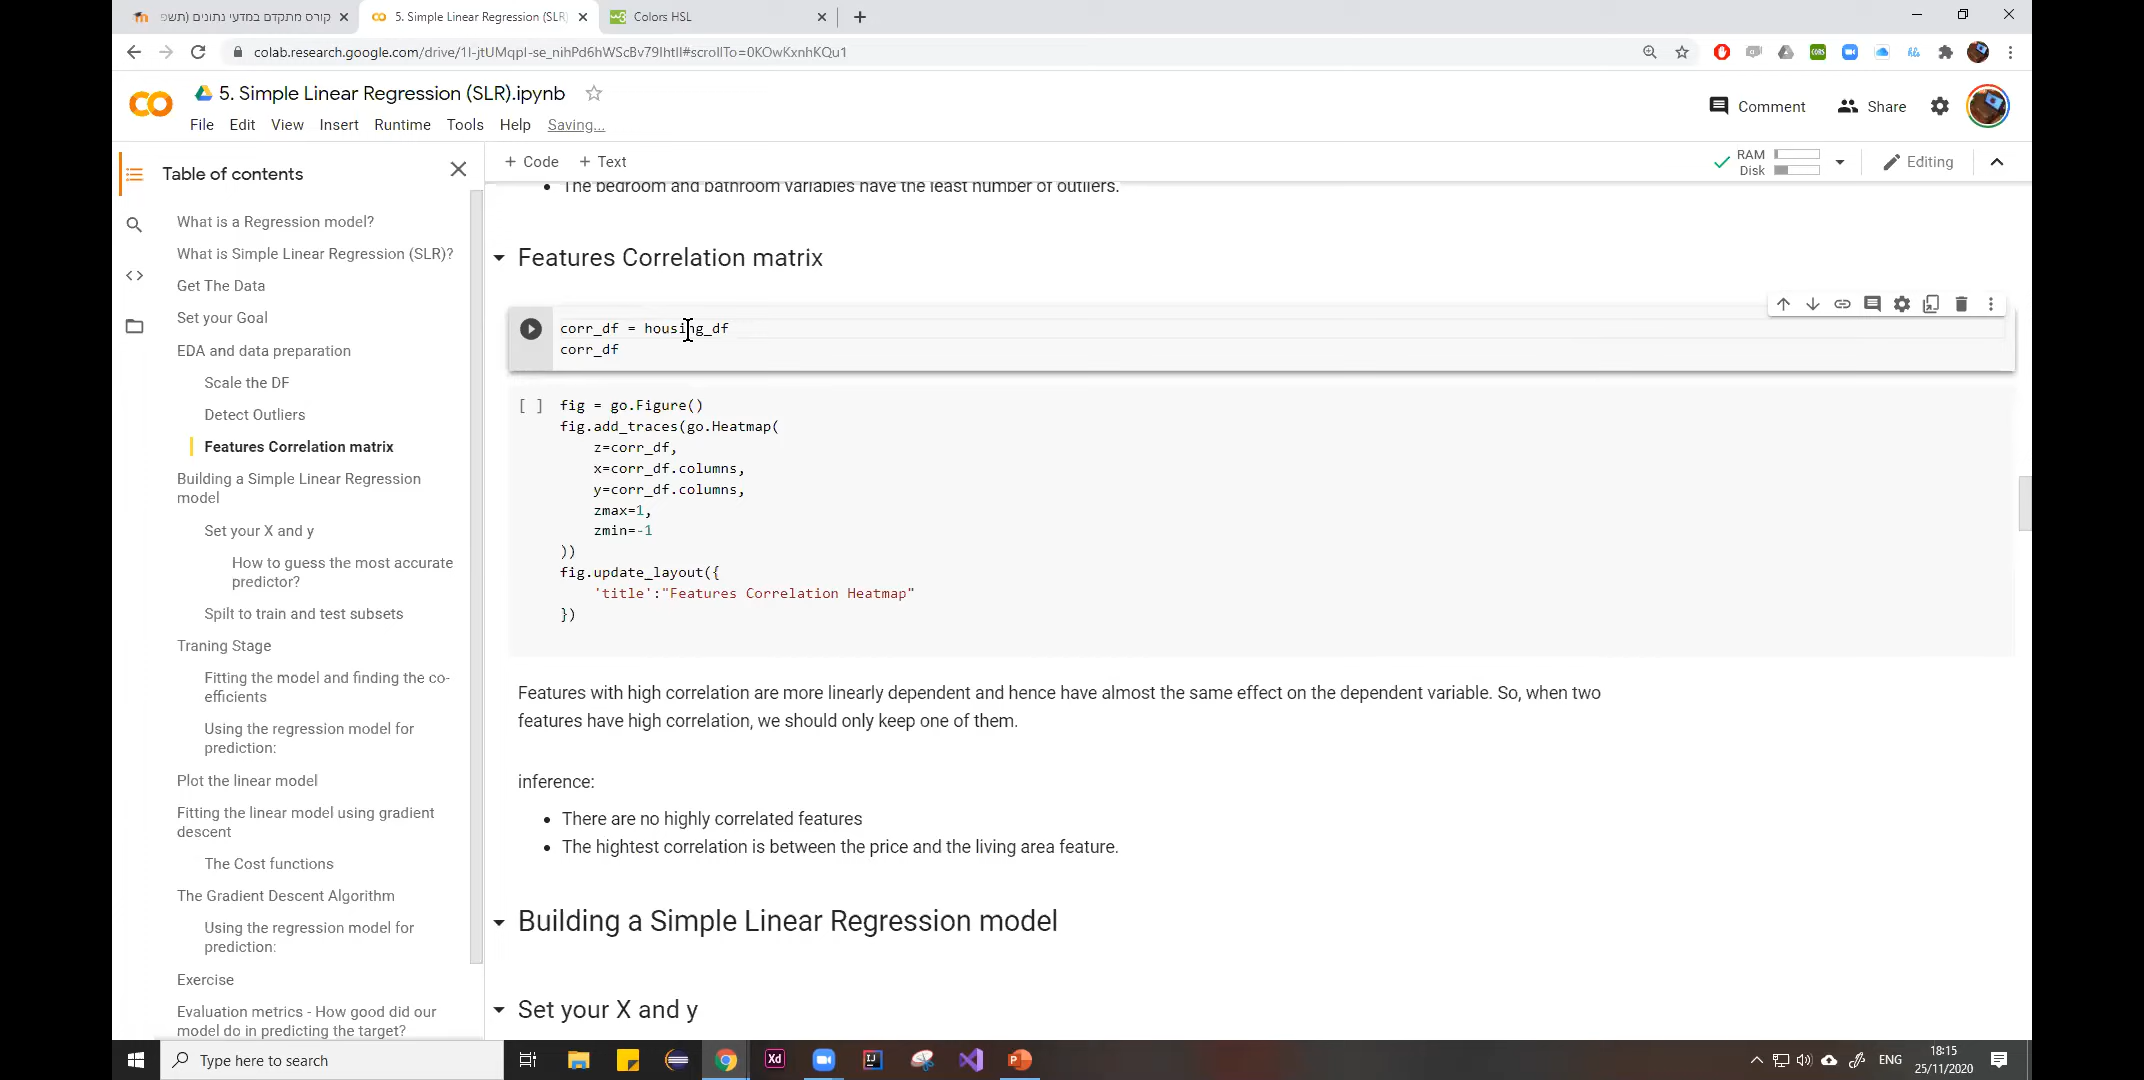 קורס מתקדם במדעי נתונים (תשפ
5. Simple Linear Regression (SLR)
Colors HSL
colab.research.google.com/drive/1I-jtUMqpI-se_nihPd6hWScBv79IhtII#scrollTo=0KOwKxnhKQu1
5. Simple Linear Regression (SLR).ipynb
Comment
Share
File Edit View Insert Runtime Tools Help Saving...
Table of contents
+ Code + Text
RAM
Disk
Editing
What is a Regression model?
What is Simple Linear Regression (SLR)?
Get The Data
Set your Goal
EDA and data preparation
Scale the DF
Detect Outliers
Features Correlation matrix
Building a Simple Linear Regression
model
Set your X and y
How to guess the most accurate
predictor?
Spilt to train and test subsets
Traning Stage
Fitting the model and finding the co-
efficients
Using the regression model for
prediction:
Plot the linear model
Fitting the linear model using gradient
descent
The Cost functions
The Gradient Descent Algorithm
Using the regression model for
prediction:
Exercise
Evaluation metrics - How good did our
model do in predicting the target?
The bedroom and bathroom variables have the least number of outliers.
Features Correlation matrix
corr_df = housing_df
corr_df
[ ] fig = go.Figure()
fig.add_traces(go.Heatmap(
z=corr_df,
x=corr_df.columns,
y=corr_df.columns,
zmax=1,
zmin=-1
))
fig.update_layout({
'title':"Features Correlation Heatmap"
})
Features with high correlation are more linearly dependent and hence have almost the same effect on the dependent variable. So, when two
features have high correlation, we should only keep one of them.
inference:
There are no highly correlated features
The hightest correlation is between the price and the living area feature.
Building a Simple Linear Regression model
Set your X and y
Type here to search
Xd
ENG
18:15
25/11/2020